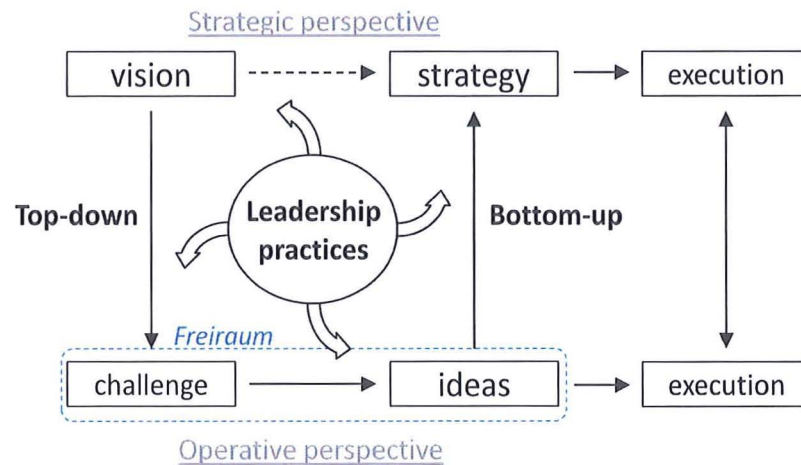 Strategic perspective
vision
strategy
execution
Top-down
Leadership
practices
Bottom-up
Freiraum
challenge
ideas
execution
Operative perspective